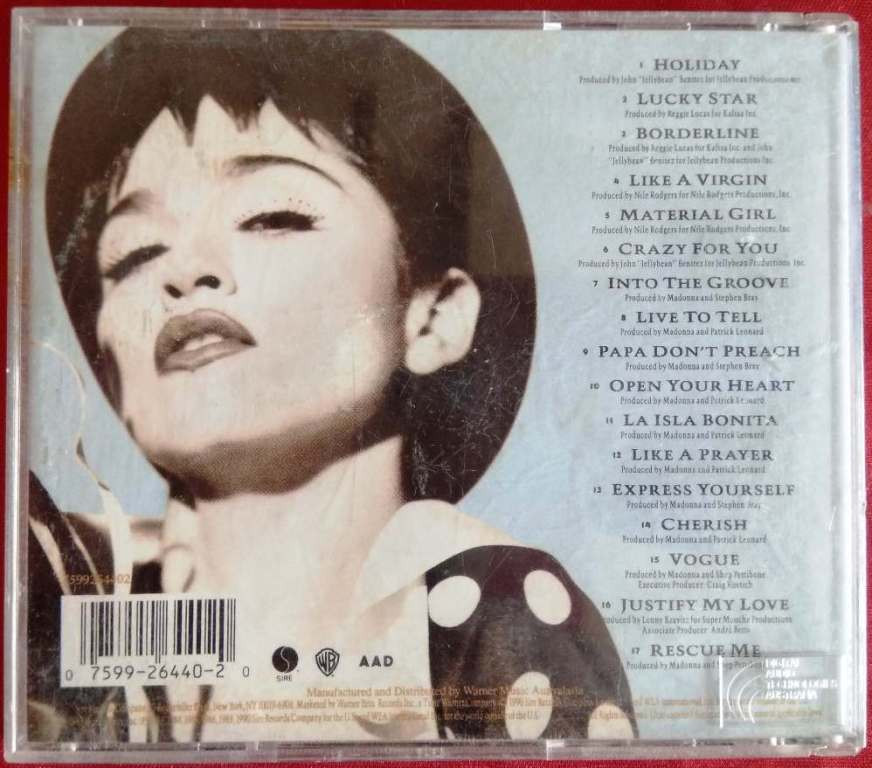 1 HOLIDAY
Produced by John "Jellybean" Benitez for Jellybean Productions Inc.
2 LUCKY STAR
Produced by Reggie Lucas for Kalisa Inc.
3 BORDERLINE
Produced by Reggie Lucas for Kalisa Inc. and John
"Jellybean" Benitez for Jellybean Productions Inc.
4 LIKE A VIRGIN
Produced by Nile Rodgers for Nile Rodgers Productions, Inc.
5 MATERIAL GIRL
Produced by Nile Rodgers for Nile Rodgers Productions, Inc.
6 CRAZY FOR YOU
Produced by John "Jellybean" Benitez for Jellybean Productions Inc.
7 INTO THE GROOVE
Produced by Madonna and Stephen Bray
8 LIVE TO TELL
Produced by Madonna and Patrick Leonard
9 PAPA DON'T PREACH
Produced by Madonna and Stephen Bray
10 OPEN YOUR HEART
Produced by Madonna and Patrick Leonard
11 LA ISLA BONITA
Produced by Madonna and Patrick Leonard
12 LIKE A PRAYER
Produced by Madonna and Patrick Leonard
13 EXPRESS YOURSELF
Produced by Madonna and Stephen Bray
14 CHERISH
Produced by Madonna and Patrick Leonard
15 VOGUE
Produced by Madonna and Shep Pettibone
Executive Producer: Craig Kostich
16 JUSTIFY MY LOVE
Produced by Lenny Kravitz for Super Mouche Productions
Associate Producer: André Betts
17 RESCUE ME
Produced by Madonna and Shep Pettibone
0 7599-26440-2 0
SIRE
WB
AAD
DIGITAL
AUDIO
TECHNOLOGIES
AUSTRALIA
Manufactured and Distributed by Warner Music Australasia